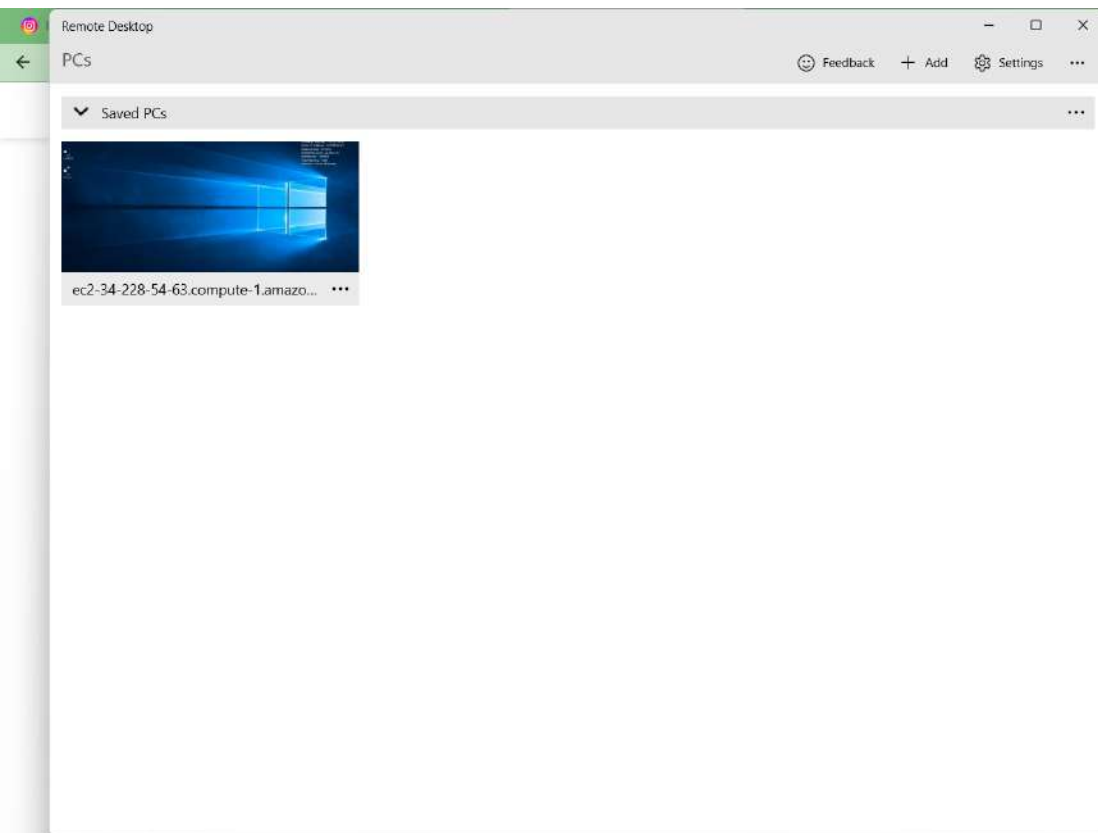 Remote Desktop
PCs
Feedback
Add
Settings
Saved PCs
ec2-34-228-54-63.compute-1.amazo...